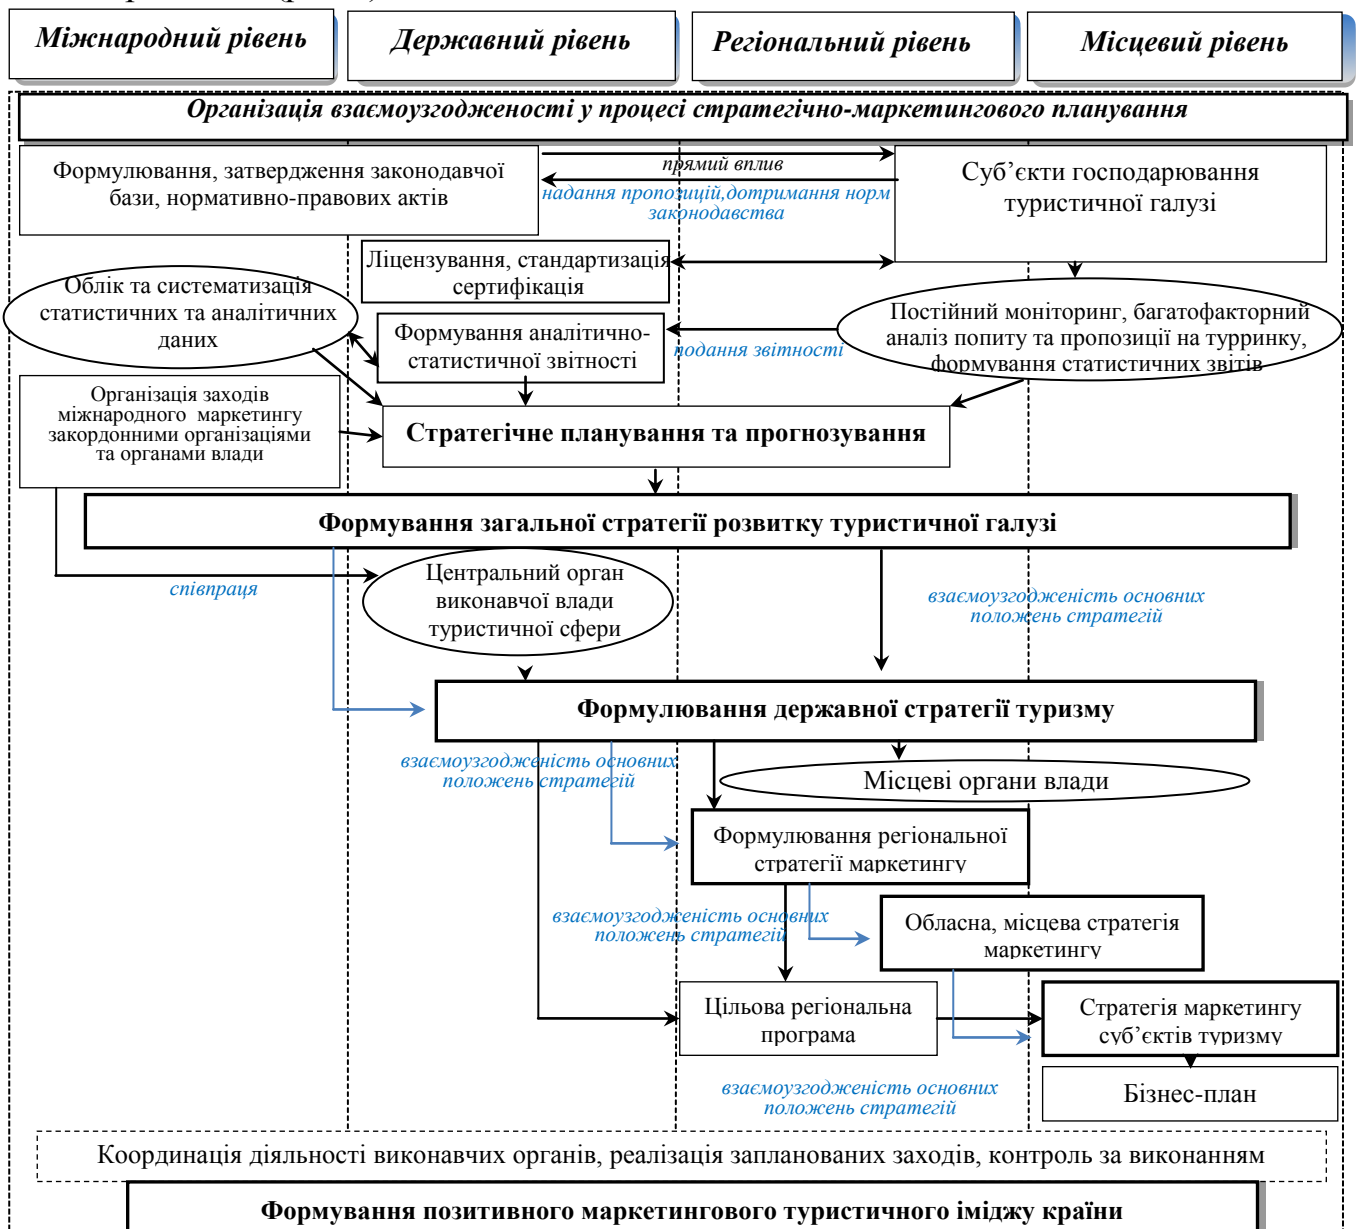 Міжнародний рівень
Державний рівень
Регіональний рівень
Місцевий рівень
Організація взаємоузгодженості у процесі стратегічно-маркетингового планування
Формулювання, затвердження законодавчої
бази, нормативно-правових актів
прямий вплив
надання пропозицій,дотримання норм
законодавства
Суб’єкти господарювання
туристичної галузі
Ліцензування, стандартизація
сертифікація
Облік та систематизація
статистичних та аналітичних
даних
Формування аналітично-
статистичної звітності
подання звітності
Постійний моніторинг, багатофакторний
аналіз попиту та пропозиції на турринку,
формування статистичних звітів
Організація заходів
міжнародного маркетингу
закордонними організаціями
та органами влади
Стратегічне планування та прогнозування
Формування загальної стратегії розвитку туристичної галузі
співпраця
Центральний орган
виконавчої влади
туристичної сфери
взаємоузгодженість основних
положень стратегій
Формулювання державної стратегії туризму
взаємоузгодженість основних
положень стратегій
Місцеві органи влади
Формулювання регіональної
стратегії маркетингу
взаємоузгодженість основних
положень стратегій
Обласна, місцева стратегія
маркетингу
Цільова регіональна
програма
Стратегія маркетингу
суб’єктів туризму
взаємоузгодженість основних
положень стратегій
Бізнес-план
Координація діяльності виконавчих органів, реалізація запланованих заходів, контроль за виконанням
Формування позитивного маркетингового туристичного іміджу країни